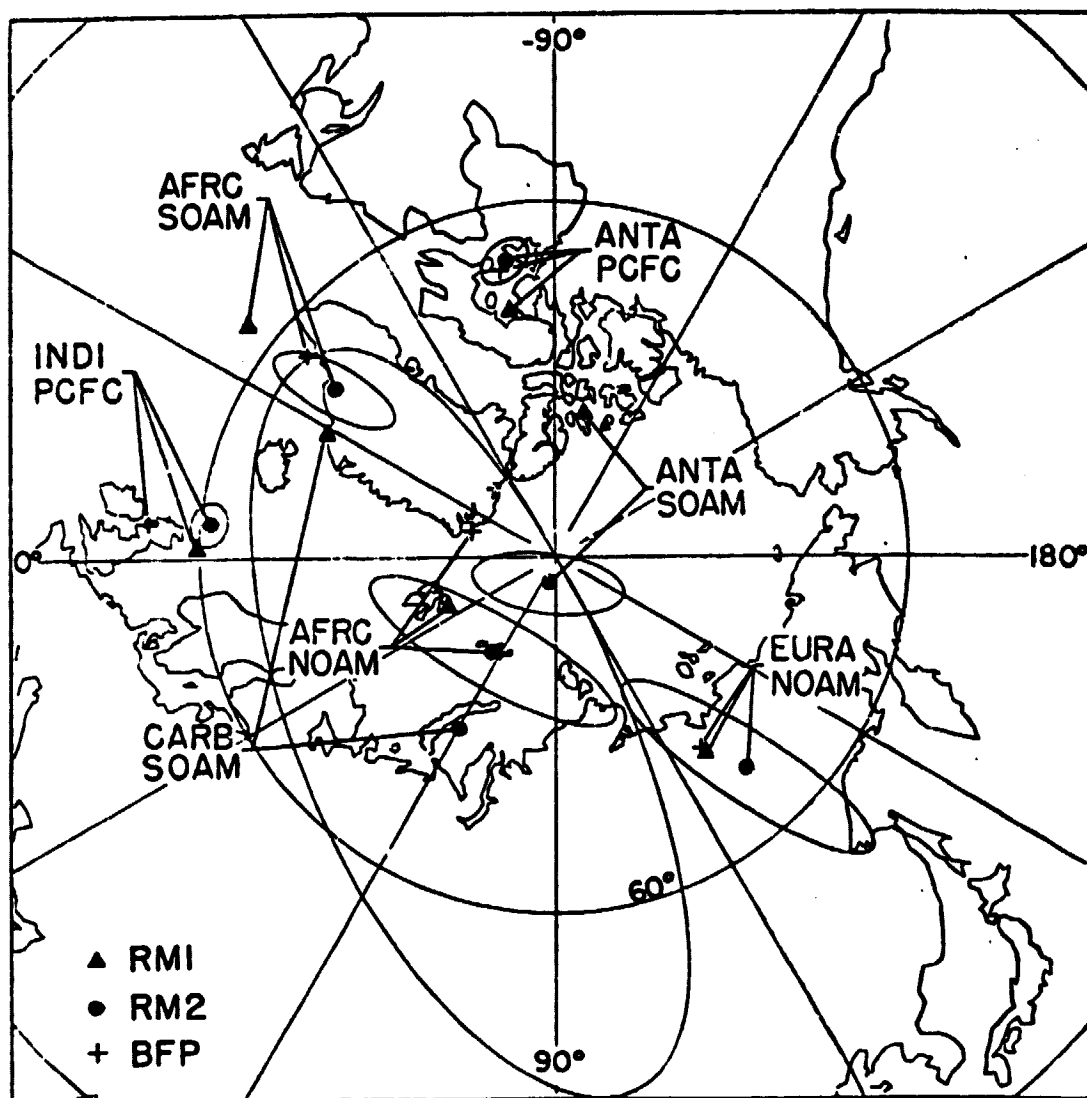 -90°
AFRC
SOAM
ANTA
PCFC
INDI
PCFC
ANTA
SOAM
0°
180°
AFRC
NOAM
EURA
NOAM
CARB
SOAM
60°
▲ RM1
● RM2
+ BFP
90°